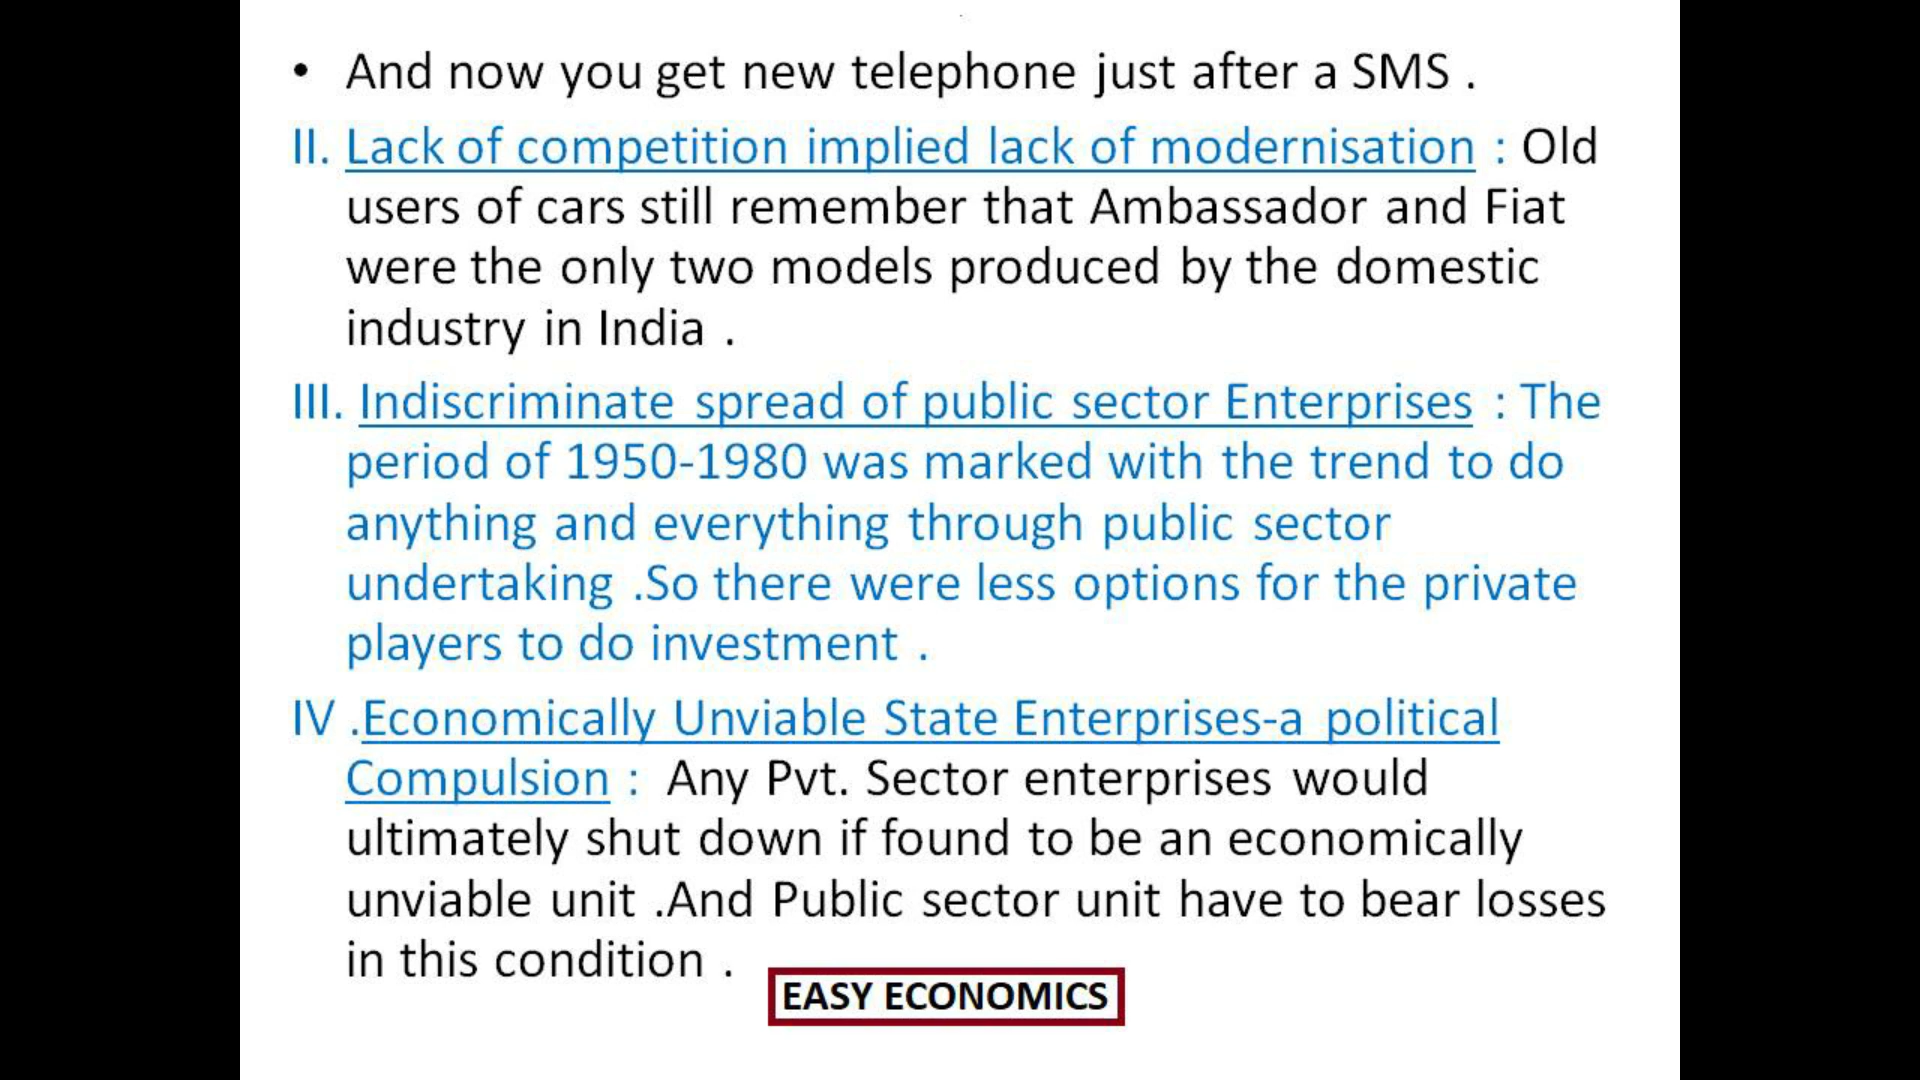 • And now you get new telephone just after a SMS .
II. Lack of competition implied lack of modernisation : Old
users of cars still remember that Ambassador and Fiat
were the only two models produced by the domestic
industry in India .
III. Indiscriminate spread of public sector Enterprises : The
period of 1950-1980 was marked with the trend to do
anything and everything through public sector
undertaking .So there were less options for the private
players to do investment .
IV .Economically Unviable State Enterprises-a political
Compulsion : Any Pvt. Sector enterprises would
ultimately shut down if found to be an economically
unviable unit .And Public sector unit have to bear losses
in this condition .
EASY ECONOMICS